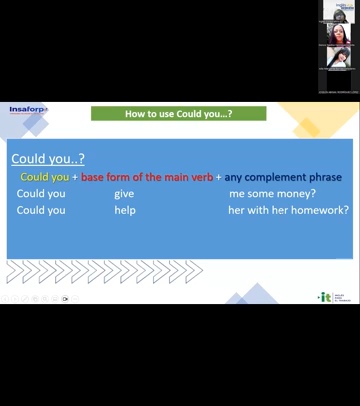 Insaforp
How to use Could you…?
Could you..?
Could you + base form of the main verb + any complement phrase
Could you give me some money?
Could you help her with her homework?
it